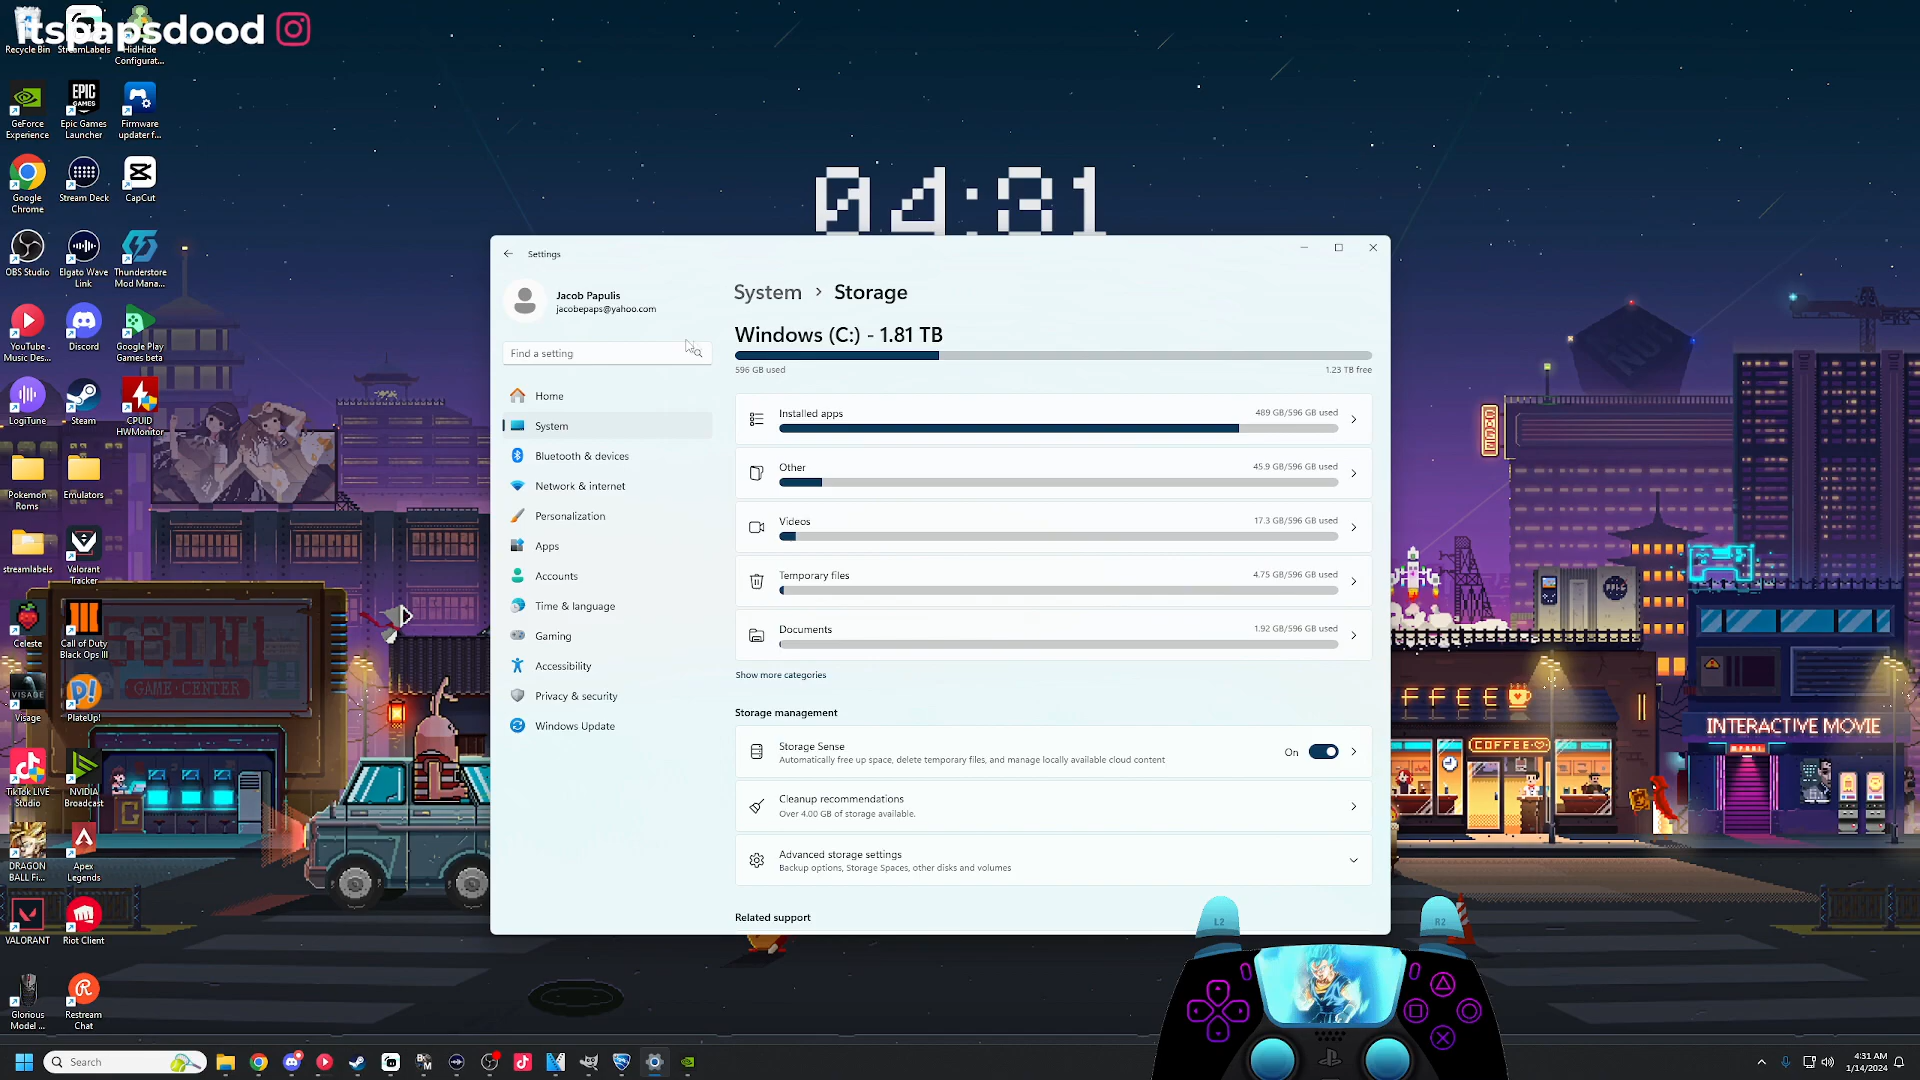 itspapsdood
Recycle Bin
StreamLabels
HidHide
Configurat...
GeForce
Experience
EPIC
GAMES
Epic Games
Launcher
Firmware
updater f...
Google
Chrome
Stream Deck
CapCut
OBS Studio
Elgato Wave
Link
Thunderstore
Mod Mana...
YouTube
Music Des...
Discord
Google Play
Games beta
LogiTune
Steam
CPUID
HWMonitor
Pokemon
Roms
Emulators
streamlabels
Valorant
Tracker
Celeste
Call of Duty
Black Ops III
VISAGE
Visage
PlateUp!
TikTok LIVE
Studio
NVIDIA
Broadcast
DRAGON
BALL Fi...
Apex
Legends
VALORANT
Riot Client
Glorious
Model ...
Restream
Chat
04:31
Settings
Jacob Papulis
jacobepaps@yahoo.com
Find a setting
Home
System
Bluetooth & devices
Network & internet
Personalization
Apps
Accounts
Time & language
Gaming
Accessibility
Privacy & security
Windows Update
System > Storage
Windows (C:) - 1.81 TB
596 GB used
1.23 TB free
Installed apps
489 GB/596 GB used
Other
45.9 GB/596 GB used
Videos
17.3 GB/596 GB used
Temporary files
4.75 GB/596 GB used
Documents
1.92 GB/596 GB used
Show more categories
Storage management
Storage Sense
Automatically free up space, delete temporary files, and manage locally available cloud content
On
Cleanup recommendations
Over 4.00 GB of storage available.
Advanced storage settings
Backup options, Storage Spaces, other disks and volumes
Related support
GAME CENTER
FFEE
COFFEE
INTERACTIVE MOVIE
L2
R2
Search
4:31 AM
1/14/2024